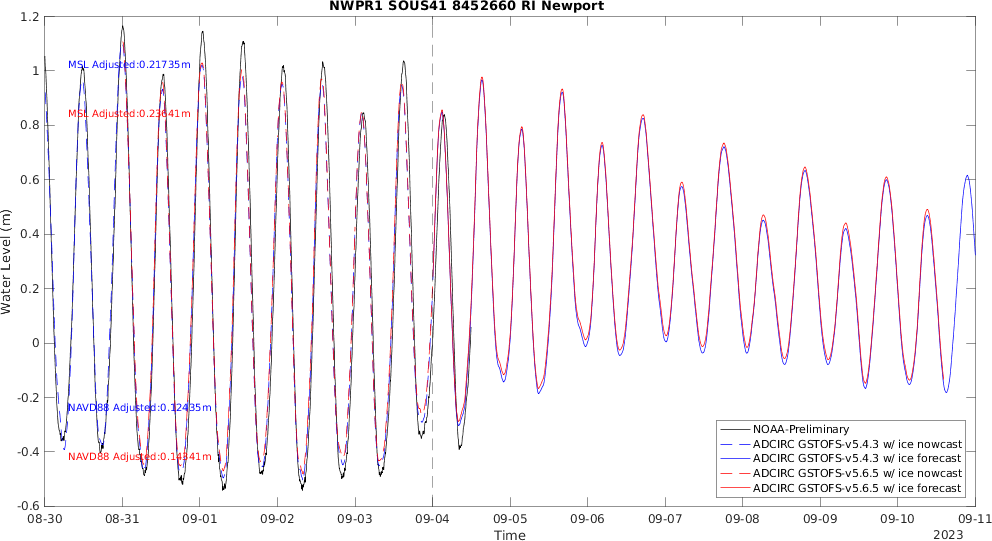 NWPR1 SOUS41 8452660 RI Newport
1.2
1
0.8
0.6
0.4
0.2
0
-0.2
-0.4
-0.6
Water Level (m)
MSL Adjusted:0.21735m
MSL Adjusted:0.23641m
NAVD88 Adjusted:0.12435m
NAVD88 Adjusted:0.14341m
NOAA-Preliminary
ADCIRC GSTOFS-v5.4.3 w/ ice nowcast
ADCIRC GSTOFS-v5.4.3 w/ ice forecast
ADCIRC GSTOFS-v5.6.5 w/ ice nowcast
ADCIRC GSTOFS-v5.6.5 w/ ice forecast
08-30 08-31 09-01 09-02 09-03 09-04 09-05 09-06 09-07 09-08 09-09 09-10 09-11
Time
2023